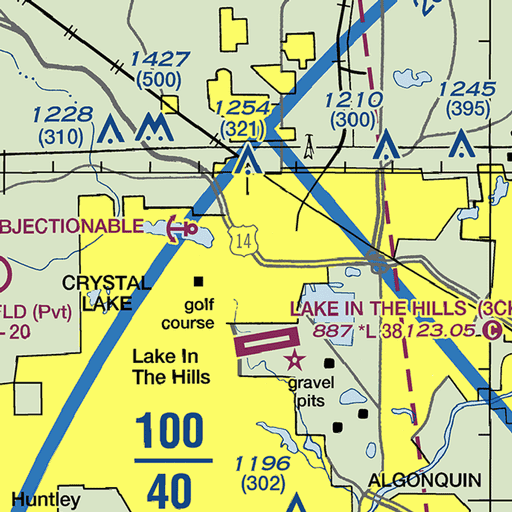 1427
(500)
1228
(310)
1254
(321)
1210
(300)
1245
(395)
BJECTIONABLE
14
CRYSTAL
LAKE
FLD (Pvt)
- 20
golf
course
LAKE IN THE HILLS (3CK
887 *L 38 123.05 C
Lake In
The Hills
gravel
pits
100
40
1196
(302)
ALGONQUIN
Huntley